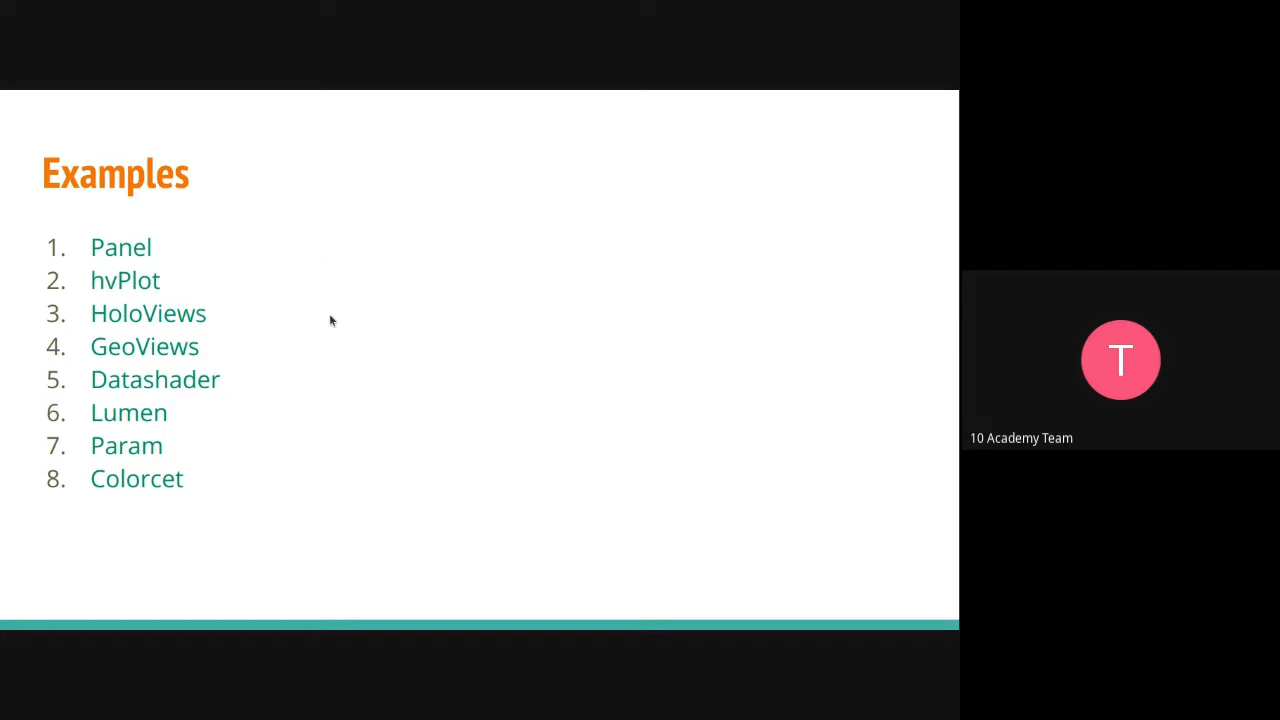 Examples
1. Panel
2. hvPlot
3. HoloViews
4. GeoViews
5. Datashader
6. Lumen
7. Param
8. Colorcet
T
10 Academy Team